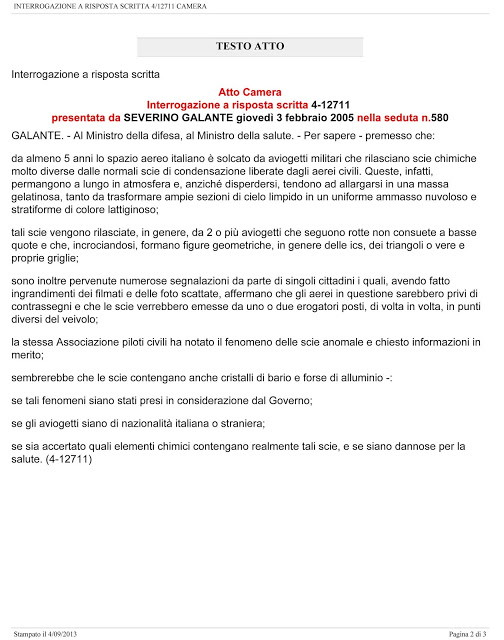 INTERROGAZIONE A RISPOSTA SCRITTA 4/12711 CAMERA
TESTO ATTO
Interrogazione a risposta scritta
Atto Camera
Interrogazione a risposta scritta 4-12711
presentata da SEVERINO GALANTE giovedì 3 febbraio 2005 nella seduta n.580
GALANTE. - Al Ministro della difesa, al Ministro della salute. - Per sapere - premesso che:
da almeno 5 anni lo spazio aereo italiano è solcato da aviogetti militari che rilasciano scie chimiche
molto diverse dalle normali scie di condensazione liberate dagli aerei civili. Queste, infatti,
permangono a lungo in atmosfera e, anziché disperdersi, tendono ad allargarsi in una massa
gelatinosa, tanto da trasformare ampie sezioni di cielo limpido in un uniforme ammasso nuvoloso e
stratiforme di colore lattiginoso;
tali scie vengono rilasciate, in genere, da 2 o più aviogetti che seguono rotte non consuete a basse
quote e che, incrociandosi, formano figure geometriche, in genere delle ics, dei triangoli o vere e
proprie griglie;
sono inoltre pervenute numerose segnalazioni da parte di singoli cittadini i quali, avendo fatto
ingrandimenti dei filmati e delle foto scattate, affermano che gli aerei in questione sarebbero privi di
contrassegni e che le scie verrebbero emesse da uno o due erogatori posti, di volta in volta, in punti
diversi del veivolo;
la stessa Associazione piloti civili ha notato il fenomeno delle scie anomale e chiesto informazioni in
merito;
sembrerebbe che le scie contengano anche cristalli di bario e forse di alluminio -:
se tali fenomeni siano stati presi in considerazione dal Governo;
se gli aviogetti siano di nazionalità italiana o straniera;
se sia accertato quali elementi chimici contengano realmente tali scie, e se siano dannose per la
salute. (4-12711)
Stampato il 4/09/2013
Pagina 2 di 3